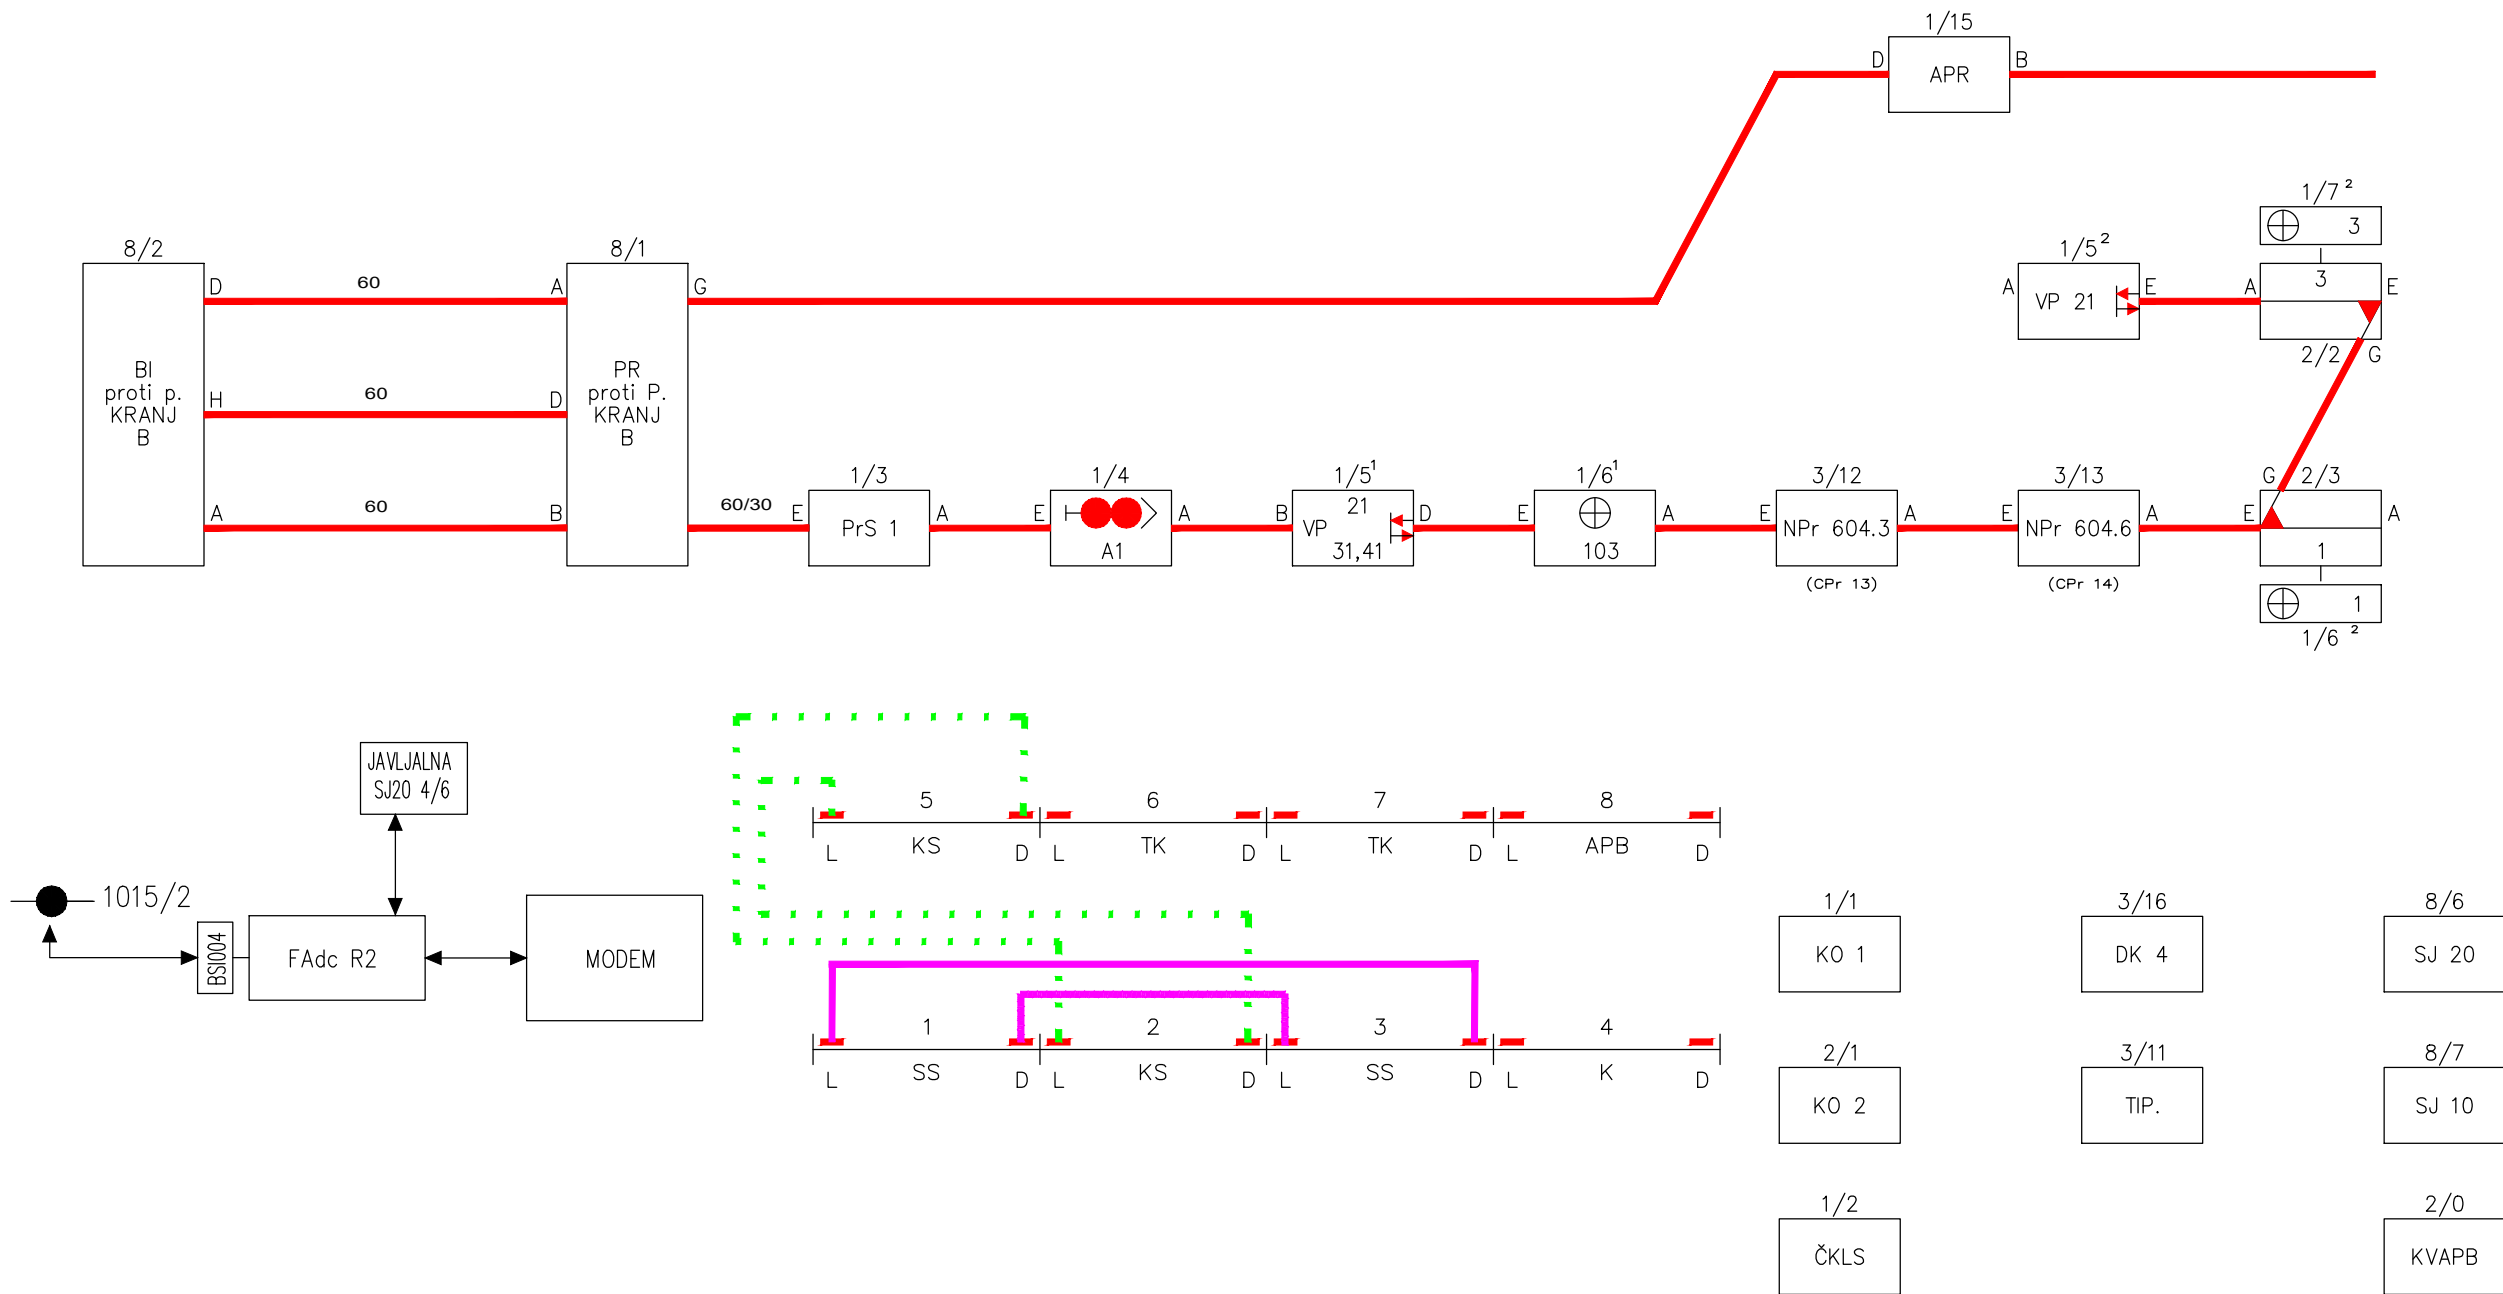 1/15
D
APR
B
1/7 ²
3
8/2
8/1
1/5 ²
D
60
A
G
A
VP 21
E
A
3
E
2/2
G
BI
proti p.
KRANJ
B
H
60
D
PR
proti P.
KRANJ
B
A
60
B
60/30
1/3
E
PrS 1
A
1/4
E
A1
A
1/5¹
B
21
VP
31,41
D
1/6¹
E
103
A
3/12
E
NPr 604.3
A
(CPr 13)
3/13
E
NPr 604.6
A
(CPr 14)
G
2/3
E
A
1
1
1/6 ²
JAVLJALNA
SJ20 4/6
1015/2
BSI004
FAdc R2
MODEM
5
6
7
8
L
KS
D
L
TK
D
L
TK
D
L
APB
D
1
2
3
4
L
SS
D
L
KS
D
L
SS
D
L
K
D
1/1
KO 1
3/16
DK 4
8/6
SJ 20
2/1
KO 2
3/11
TIP.
8/7
SJ 10
1/2
ČKLS
2/0
KVAPB